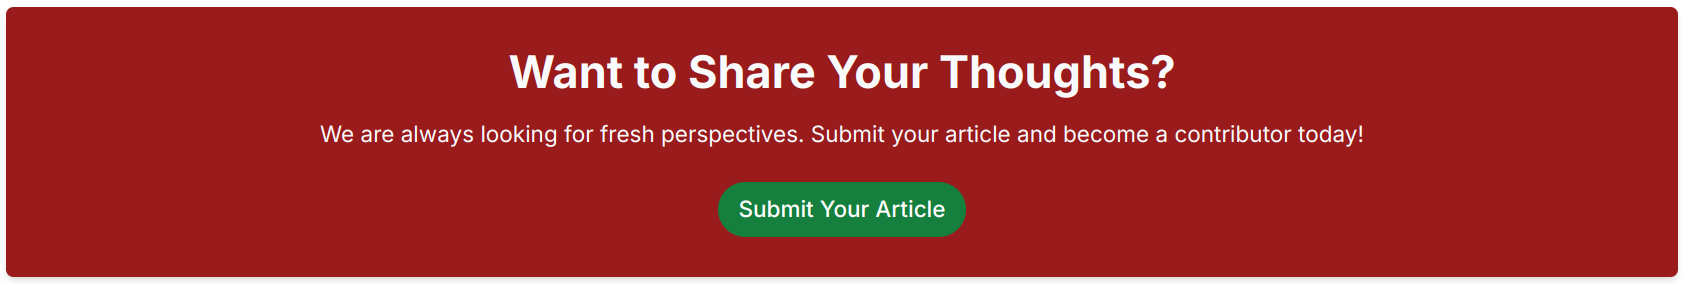 Want to Share Your Thoughts?
We are always looking for fresh perspectives. Submit your article and become a contributor today!
Submit Your Article